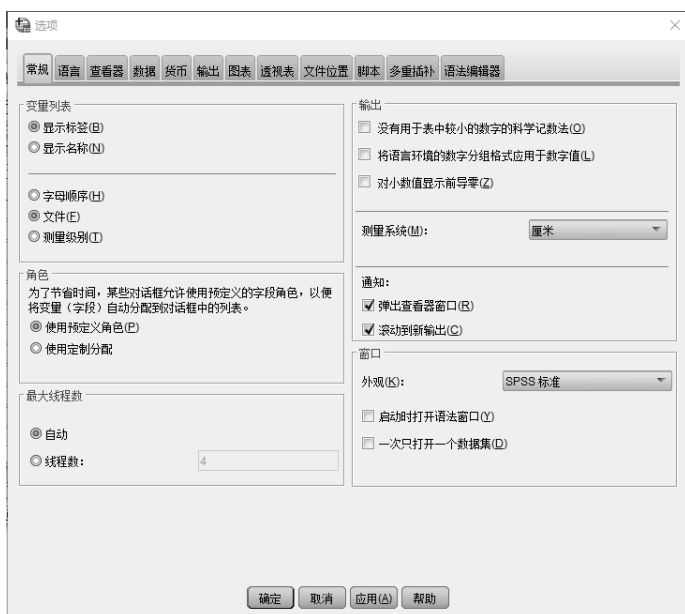 选项
常规 语言 查看器 数据 货币 输出 图表 透视表 文件位置 脚本 多重插补 语法编辑器
变量列表
显示标签(B)
显示名称(N)
字母顺序(H)
文件(F)
测量级别(T)
角色
为了节省时间，某些对话框允许使用预定义的字段角色，以便
将变量（字段）自动分配到对话框中的列表。
使用预定义角色(P)
使用定制分配
最大线程数
自动
线程数：
4
输出
没有用于表中较小的数字的科学记数法(O)
将语言环境的数字分组格式应用于数字值(L)
对小数值显示前导零(Z)
测量系统(M)： 厘米
通知：
弹出查看器窗口(R)
滚动到新输出(C)
窗口
外观(K)： SPSS 标准
启动时打开语法窗口(Y)
一次只打开一个数据集(D)
确定 取消 应用(A) 帮助